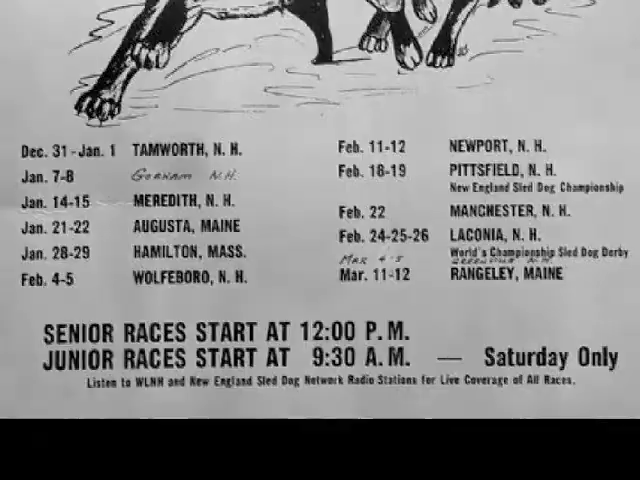 Dec. 31 - Jan. 1 TAMWORTH, N. H.
Jan. 7-8 GORHAM N.H.
Jan. 14-15 MEREDITH, N. H.
Jan. 21-22 AUGUSTA, MAINE
Jan. 28-29 HAMILTON, MASS.
Feb. 4-5 WOLFEBORO, N. H.
Feb. 11-12 NEWPORT, N. H.
Feb. 18-19 PITTSFIELD, N. H.
New England Sled Dog Championship
Feb. 22 MANCHESTER, N. H.
Feb. 24-25-26 LACONIA, N. H.
World's Championship Sled Dog Derby
MAR 4-5 N.H.
Mar. 11-12 RANGELEY, MAINE
SENIOR RACES START AT 12:00 P. M.
JUNIOR RACES START AT 9:30 A. M. — Saturday Only
Listen to WLNH and New England Sled Dog Network Radio Stations for Live Coverage of All Races.